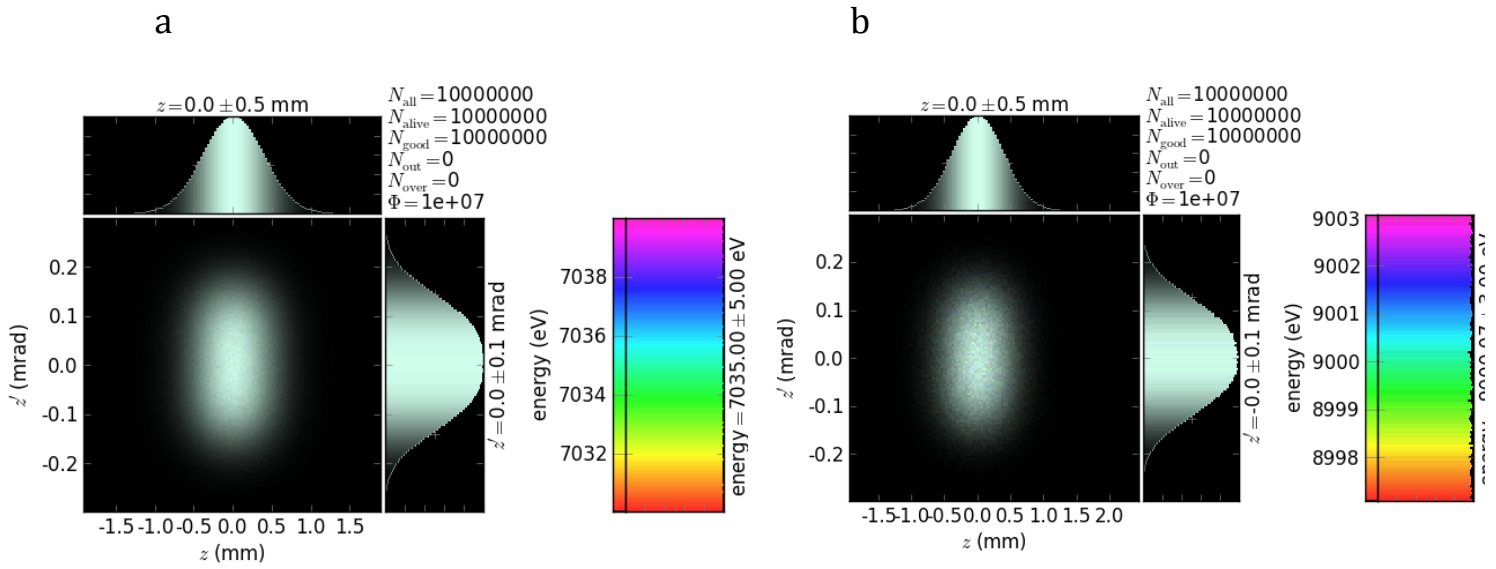 a
z = 0.0 ± 0.5 mm
N_all = 10000000
N_alive = 10000000
N_good = 10000000
N_out = 0
N_over = 0
Φ = 1e+07
z′ (mrad)
0.2
0.1
0.0
-0.1
-0.2
-1.5 -1.0 -0.5 0.0 0.5 1.0 1.5
z (mm)
z′ = 0.0 ± 0.1 mrad
energy (eV)
7038
7036
7034
7032
energy = 7035.00 ± 5.00 eV
b
z = 0.0 ± 0.5 mm
N_all = 10000000
N_alive = 10000000
N_good = 10000000
N_out = 0
N_over = 0
Φ = 1e+07
z′ (mrad)
0.2
0.1
0.0
-0.1
-0.2
-1.5 -1.0 -0.5 0.0 0.5 1.0 1.5 2.0
z (mm)
z′ = -0.0 ± 0.1 mrad
energy (eV)
9003
9002
9001
9000
8999
8998